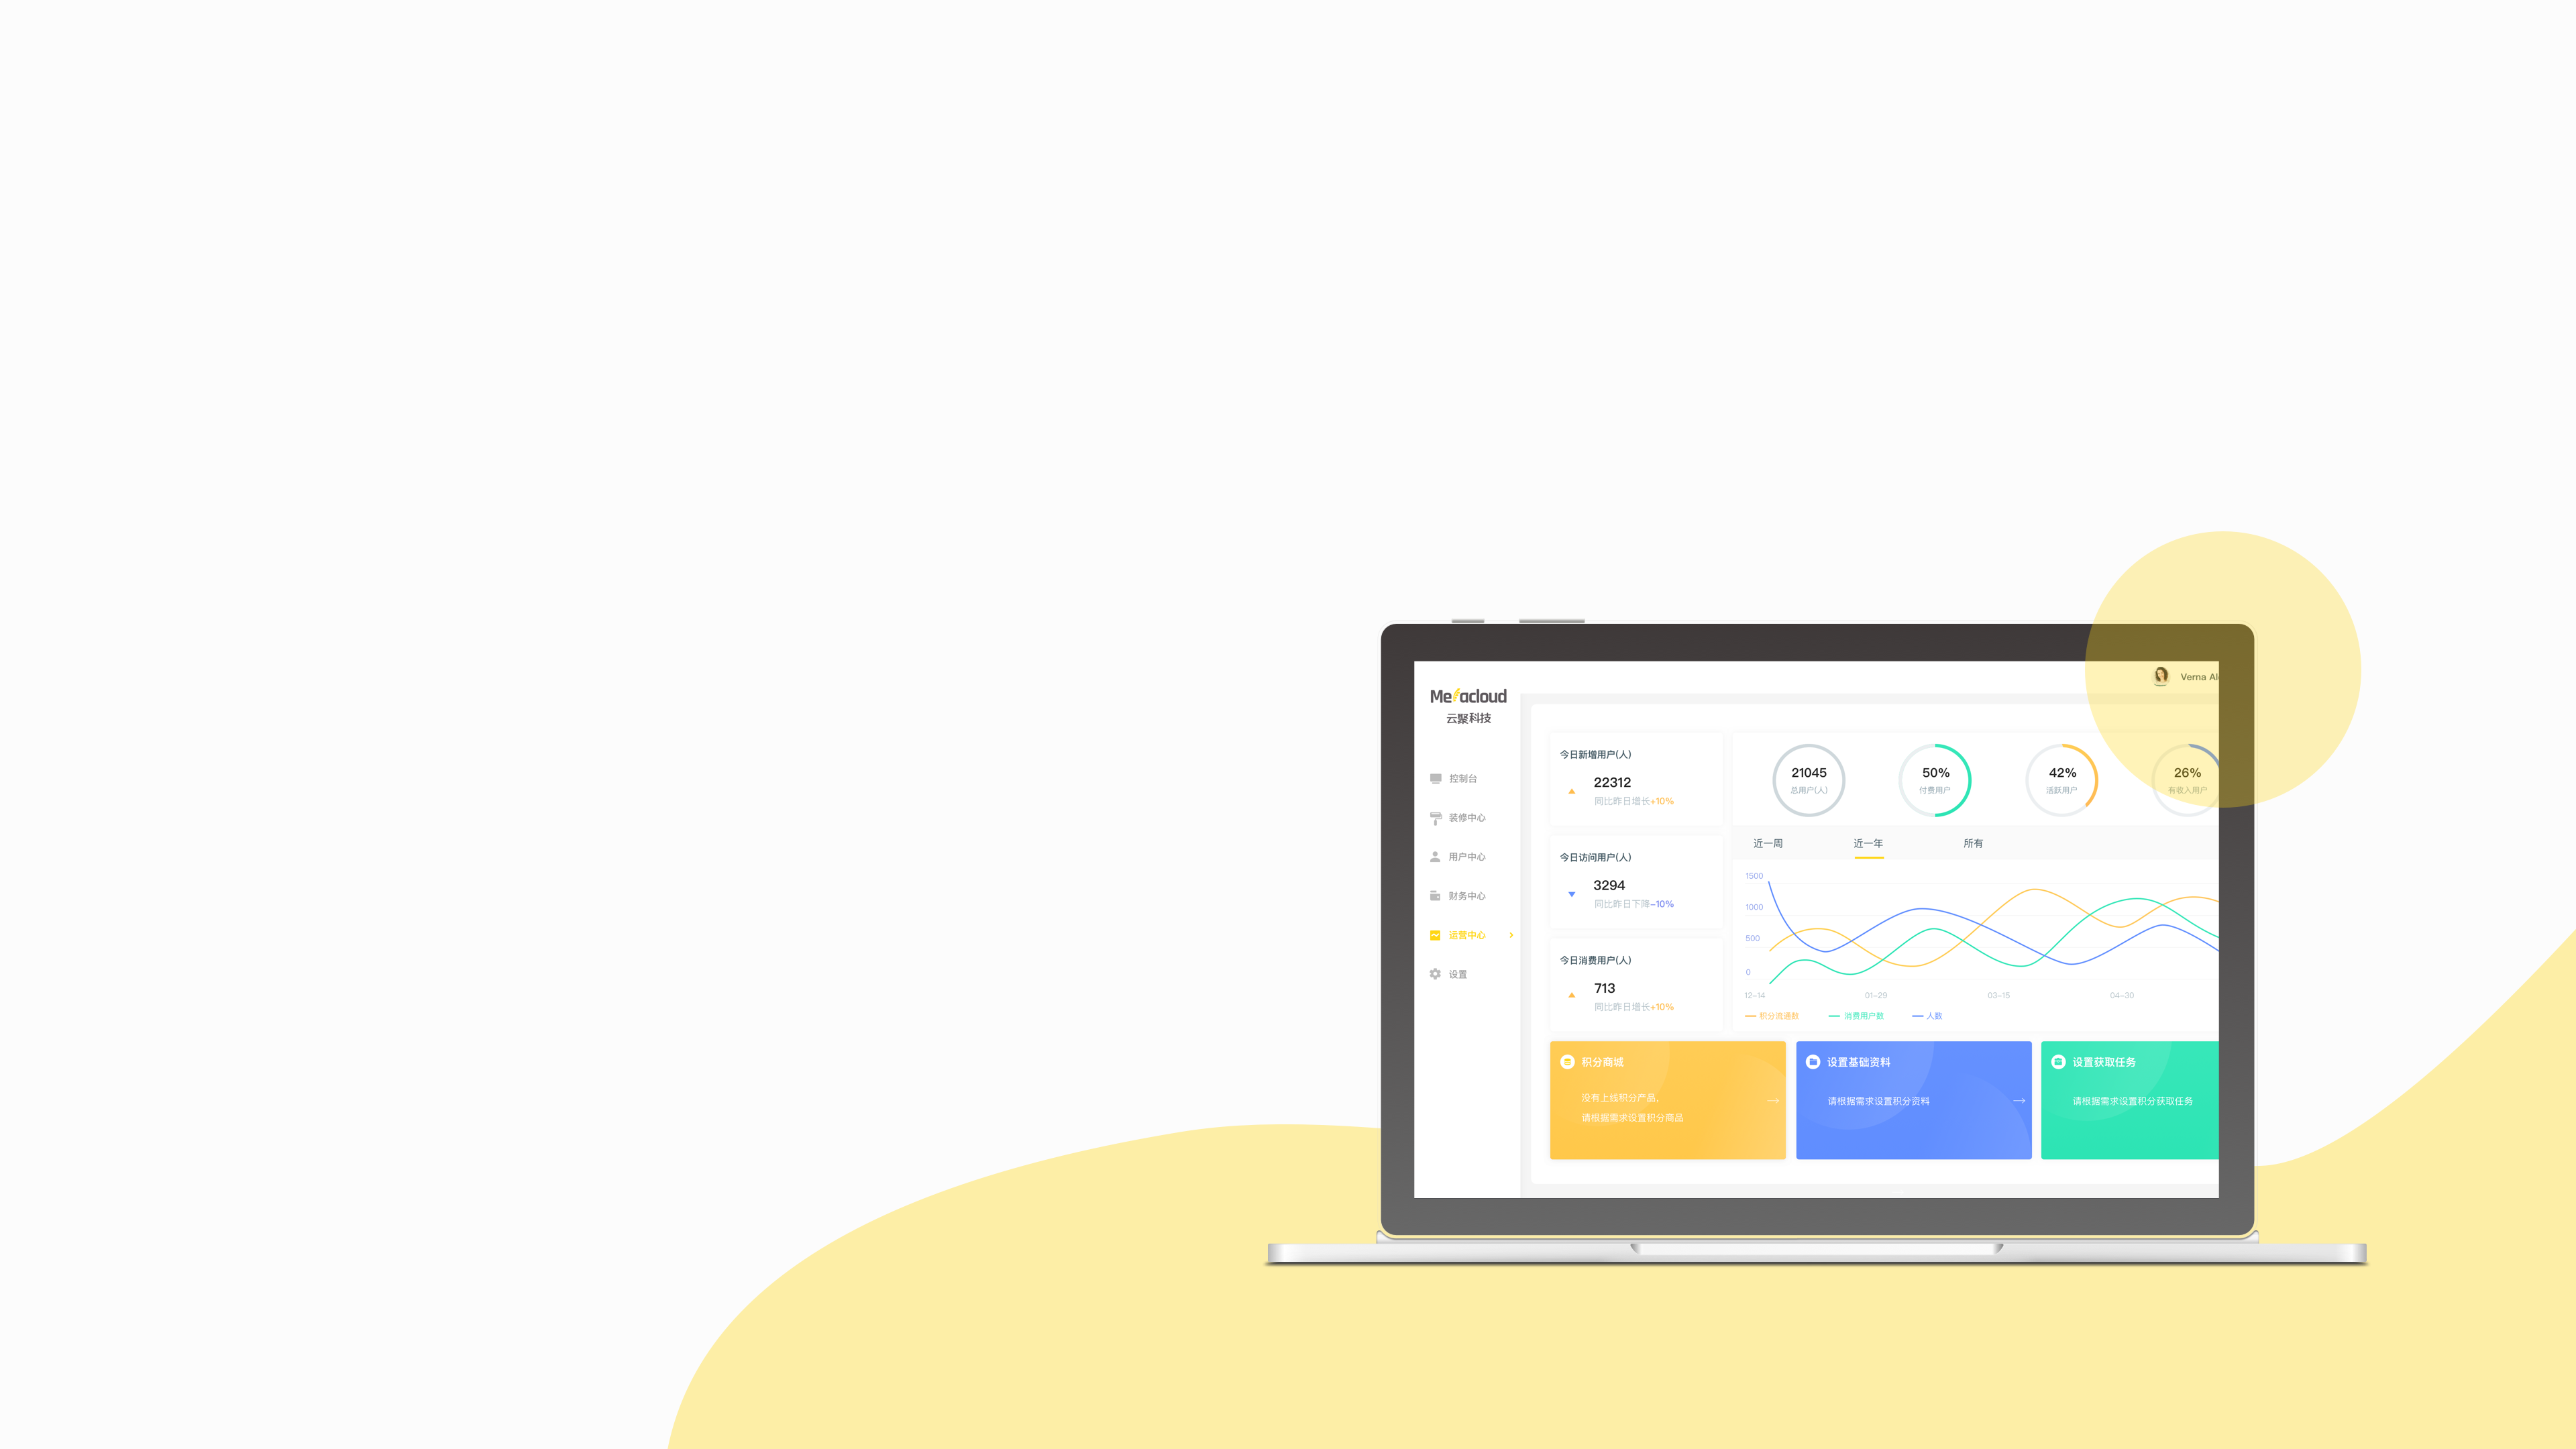 Verna Al
Metacloud
云聚科技
控制台
装修中心
用户中心
财务中心
运营中心
设置
今日新增用户(人)
22312
同比昨日增长+10%
今日访问用户(人)
3294
同比昨日下降-10%
今日消费用户(人)
713
同比昨日增长+10%
21045
总用户(人)
50%
付费用户
42%
活跃用户
26%
有收入用户
近一周 近一年 所有
1500
1000
500
0
12-14 01-29 03-15 04-30
积分流通数 消费用户数 人数
积分商城
没有上线积分产品,
请根据需求设置积分商品
设置基础资料
请根据需求设置积分资料
设置获取任务
请根据需求设置积分获取任务